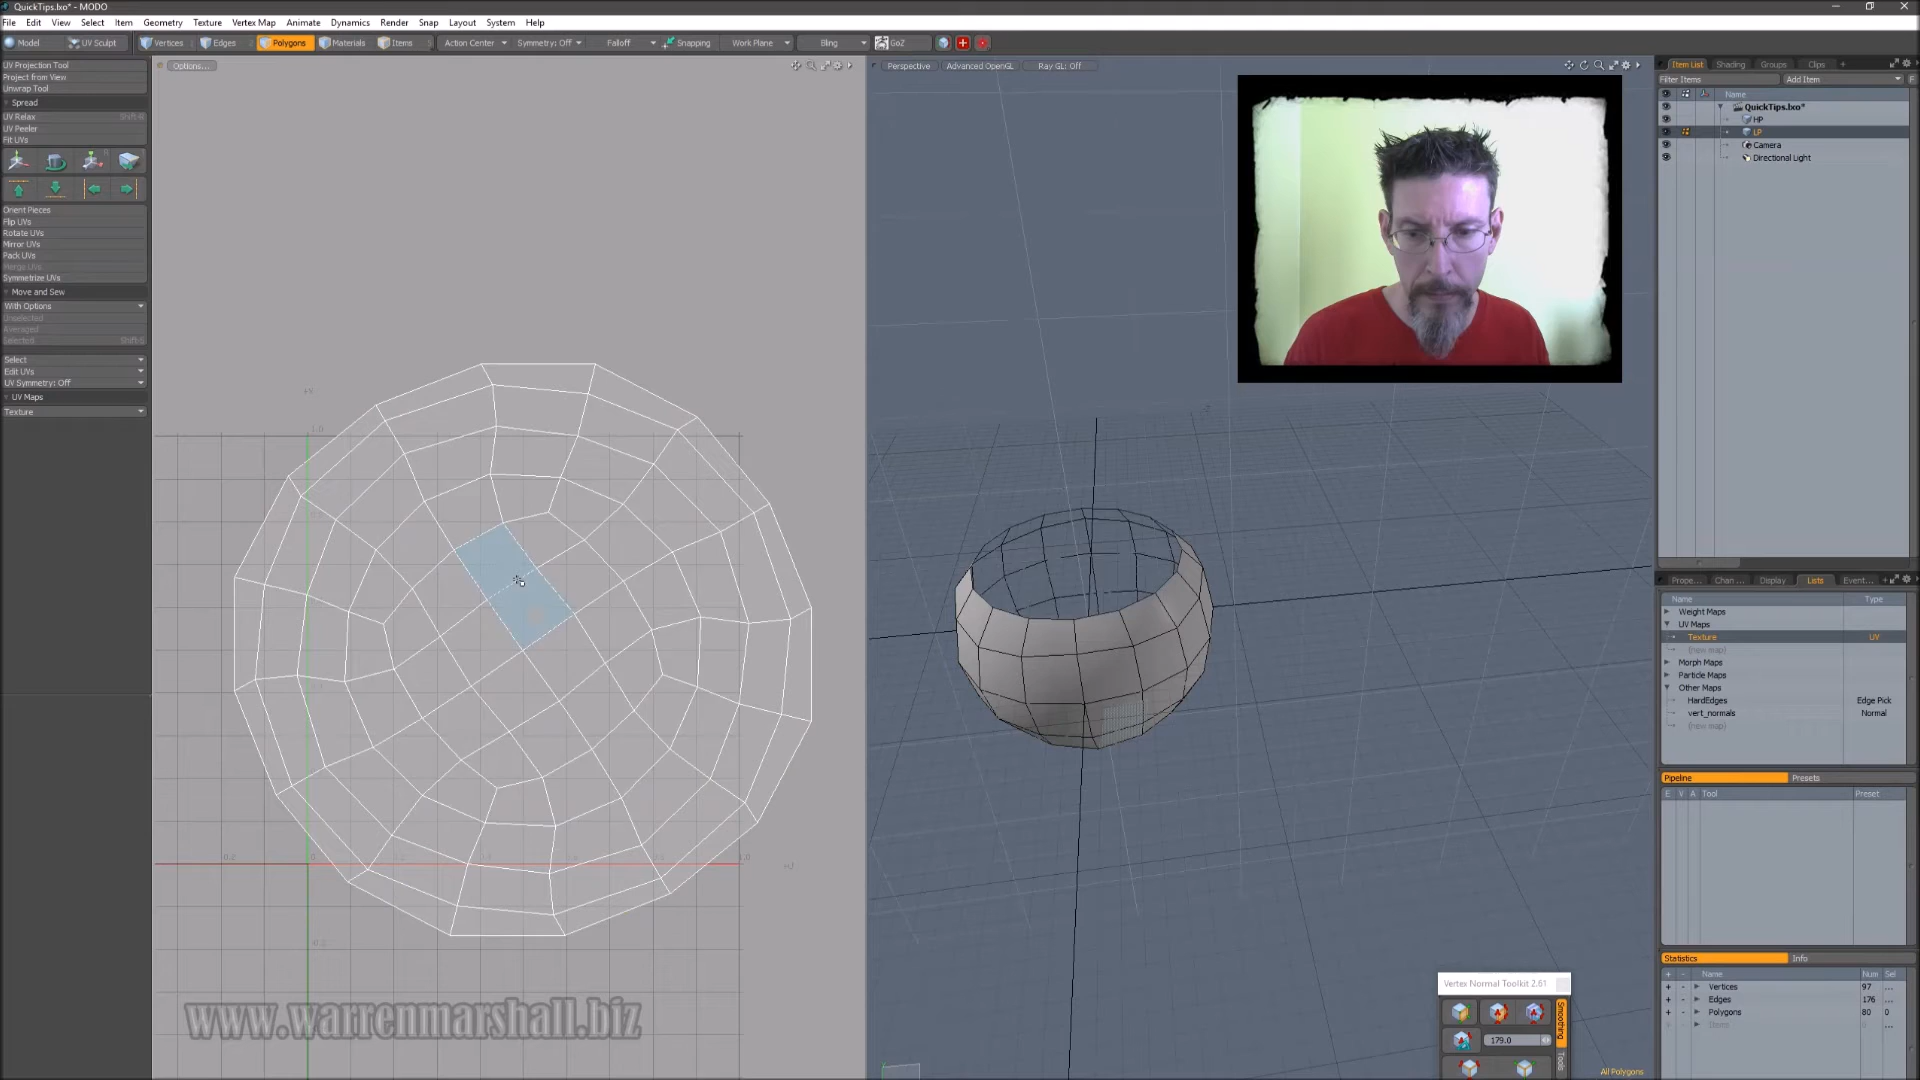 QuickTips.lxo* - MODO
File Edit View Select Item Geometry Texture Vertex Map Animate Dynamics Render Snap Layout System Help
Model UV Sculpt Vertices Edges Polygons Materials Items Action Center Symmetry: Off Falloff Snapping Work Plane Bling GoZ
UV Projection Tool
Project from View
Unwrap Tool
Spread
UV Relax Shift-R
UV Peeler
Fit UVs
Orient Pieces
Flip UVs
Rotate UVs
Mirror UVs
Pack UVs
Merge UVs
Symmetrize UVs
Move and Sew
With Options
Unselected
Averaged
Selected Shift-S
Select
Edit UVs
UV Symmetry: Off
UV Maps
Texture
Options...
1.0
1.0
www.warrenmarshall.biz
Perspective Advanced OpenGL Ray GL: Off
Vertex Normal Toolkit 2.61
179.0
Smoothing
Tools
All Polygons
Item List Shading Groups Clips +
Filter Items Add Item F
Name
QuickTips.lxo*
HP
LP
Camera
Directional Light
Prope... Chan ... Display Lists Event... +
Name Type
Weight Maps
UV Maps
Texture UV
(new map)
Morph Maps
Particle Maps
Other Maps
HardEdges Edge Pick
vert_normals Normal
(new map)
Pipeline Presets
E V A Tool Preset
Statistics Info
+ - Name Num Sel
+ - Vertices 97 ...
+ - Edges 176 ...
+ - Polygons 80 0
+ - Items ...